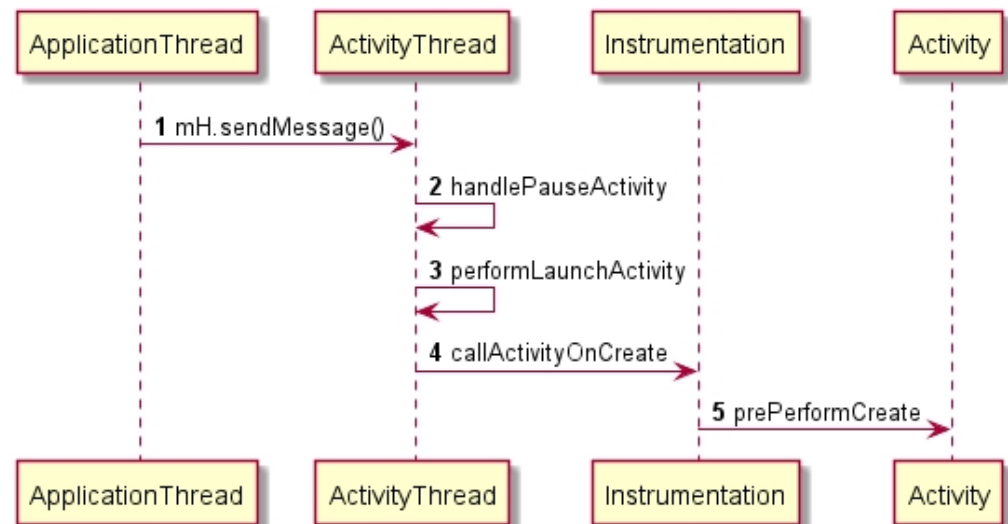 ApplicationThread ActivityThread Instrumentation Activity
1 mH.sendMessage()
2 handlePauseActivity
3 performLaunchActivity
4 callActivityOnCreate
5 prePerformCreate
ApplicationThread ActivityThread Instrumentation Activity